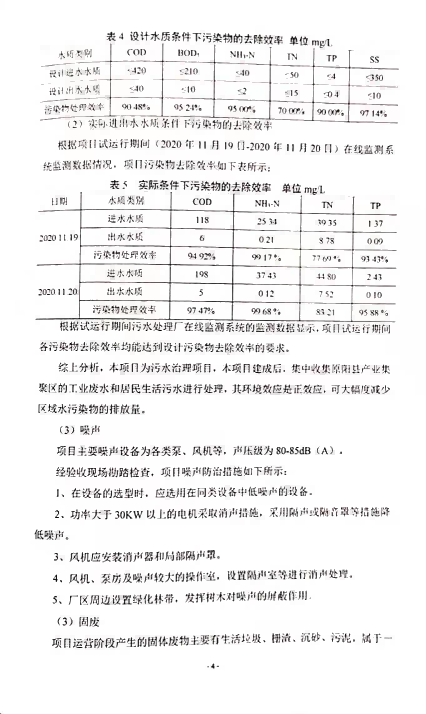 表 4 设计水质条件下污染物的去除效率 单位 mg/L
水质类别 COD BOD₅ NH₃-N TN TP SS
设计进水水质 ≤420 ≤210 ≤40 ≤50 ≤4 ≤350
设计出水水质 ≤40 ≤10 ≤2 ≤15 ≤0.4 ≤10
污染物处理效率 90.48% 95.24% 95.00% 70.00% 90.00% 97.14%
（2）实际进出水水质条件下污染物的去除效率
根据项目试运行期间（2020 年 11 月 19 日-2020 年 11 月 20 日）在线监测系
统监测数据情况，项目污染物去除效率如下表所示：
表 5 实际条件下污染物的去除效率 单位 mg/L
日期 水质类别 COD NH₃-N TN TP
2020.11.19 进水水质 118 25.34 39.35 1.37
出水水质 6 0.21 8.78 0.09
污染物处理效率 94.92% 99.17% 77.69% 93.43%
2020.11.20 进水水质 198 37.43 44.80 2.43
出水水质 5 0.12 7.52 0.10
污染物处理效率 97.47% 99.68% 83.21 95.88%
根据试运行期间污水处理厂在线监测系统的监测数据显示，项目试运行期间
各污染物去除效率均能达到设计污染物去除效率的要求。
综上分析，本项目为污水治理项目，本项目建成后，集中收集原阳县产业集
聚区的工业废水和居民生活污水进行处理，其环境效应是正效应，可大幅度减少
区域水污染物的排放量。
（3）噪声
项目主要噪声设备为各类泵、风机等，声压级为 80-85dB（A）。
经验收现场勘踏检查，项目噪声防治措施如下所示：
1、在设备的选型时，应选用在同类设备中低噪声的设备。
2、功率大于 30KW 以上的电机采取消声措施，采用隔声或隔音罩等措施降
低噪声。
3、风机应安装消声器和局部隔声罩。
4、风机、泵房及噪声较大的操作室，设置隔声室等进行消声处理。
5、厂区周边设置绿化林带，发挥树木对噪声的屏蔽作用.
（3）固废
项目运营阶段产生的固体废物主要有生活垃圾、栅渣、沉砂、污泥，属于一
- 4 -